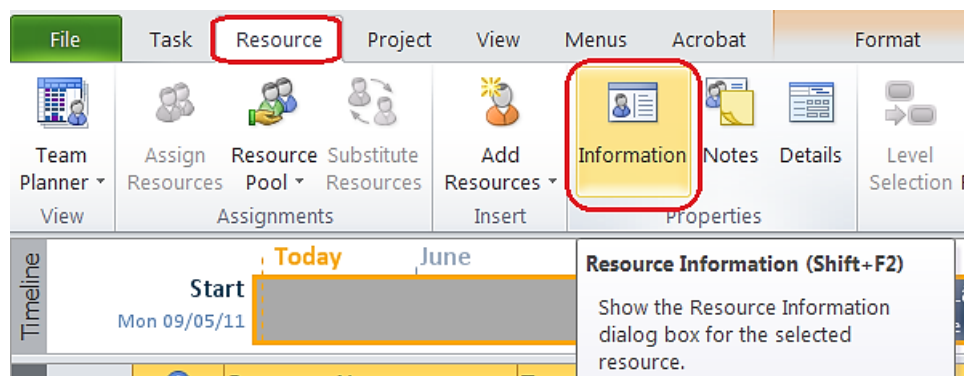 File Task Resource Project View Menus Acrobat Format
Team Planner
Assign Resources
Resource Pool
Substitute Resources
Add Resources
Information
Notes
Details
Level Selection
View Assignments Insert Properties
Timeline
Today June
Start
Mon 09/05/11
Resource Information (Shift+F2)
Show the Resource Information
dialog box for the selected
resource.